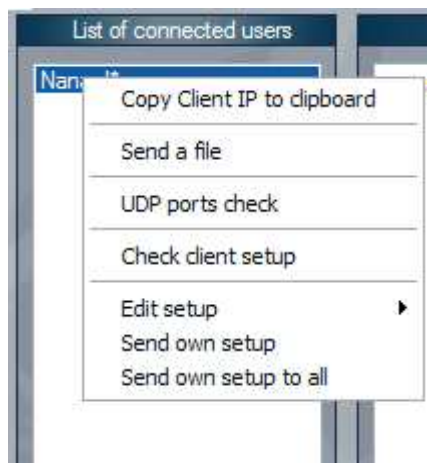 List of connected users
Copy Client IP to clipboard
Send a file
UDP ports check
Check client setup
Edit setup
Send own setup
Send own setup to all